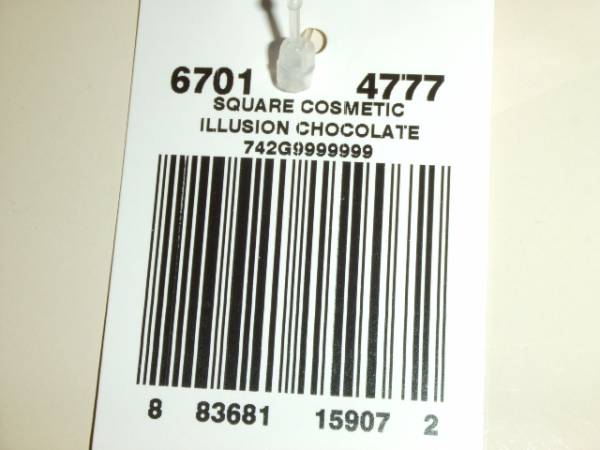 6701 4777
SQUARE COSMETIC
ILLUSION CHOCOLATE
742G9999999
8 83681 15907 2